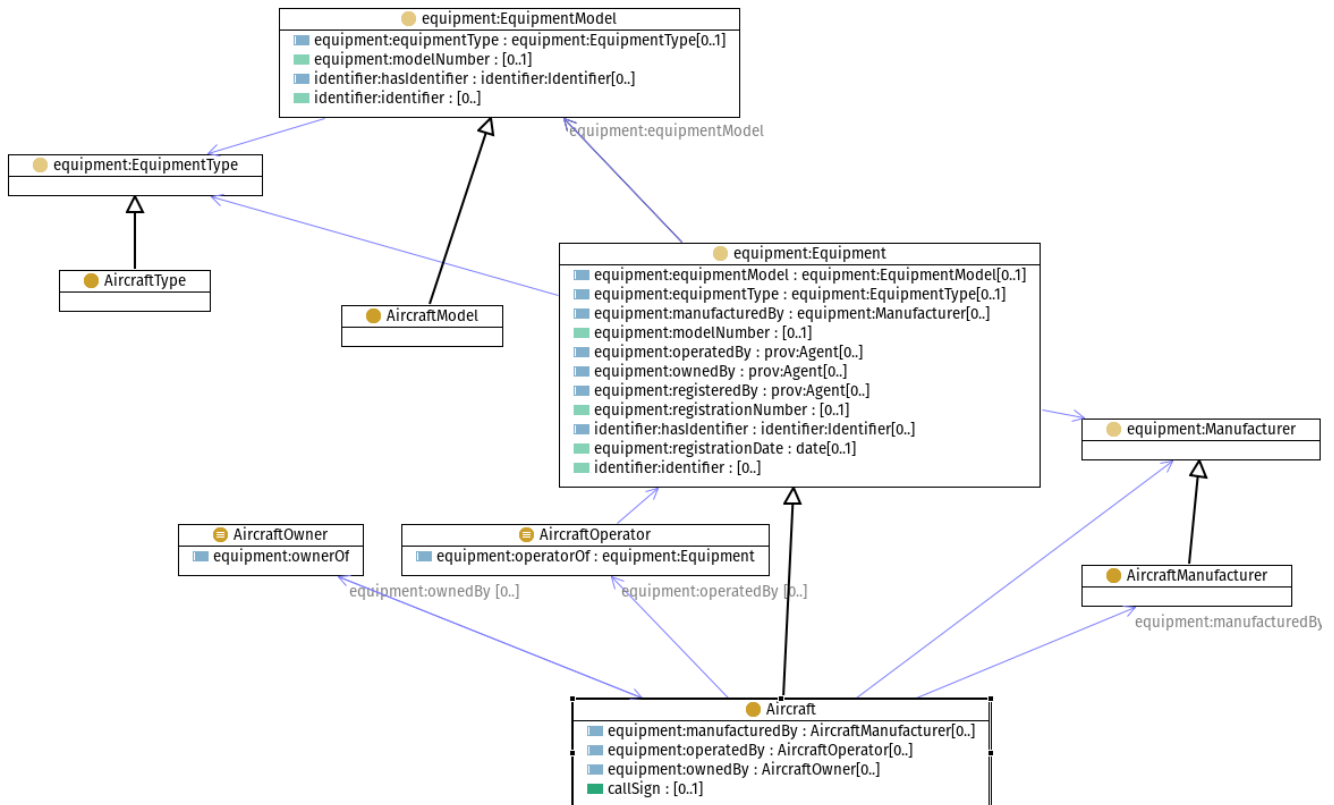 equipment:EquipmentModel
equipment:equipmentType : equipment:EquipmentType[0..1]
equipment:modelNumber : [0..1]
identifier:hasIdentifier : identifier:Identifier[0..]
identifier:identifier : [0..]
equipment:equipmentModel
equipment:EquipmentType
AircraftType
AircraftModel
equipment:Equipment
equipment:equipmentModel : equipment:EquipmentModel[0..1]
equipment:equipmentType : equipment:EquipmentType[0..1]
equipment:manufacturedBy : equipment:Manufacturer[0..]
equipment:modelNumber : [0..1]
equipment:operatedBy : prov:Agent[0..]
equipment:ownedBy : prov:Agent[0..]
equipment:registeredBy : prov:Agent[0..]
equipment:registrationNumber : [0..1]
identifier:hasIdentifier : identifier:Identifier[0..]
equipment:registrationDate : date[0..1]
identifier:identifier : [0..]
equipment:Manufacturer
AircraftOwner
equipment:ownerOf
AircraftOperator
equipment:operatorOf : equipment:Equipment
AircraftManufacturer
equipment:ownedBy [0..]
equipment:operatedBy [0..]
equipment:manufacturedBy
Aircraft
equipment:manufacturedBy : AircraftManufacturer[0..]
equipment:operatedBy : AircraftOperator[0..]
equipment:ownedBy : AircraftOwner[0..]
callSign : [0..1]